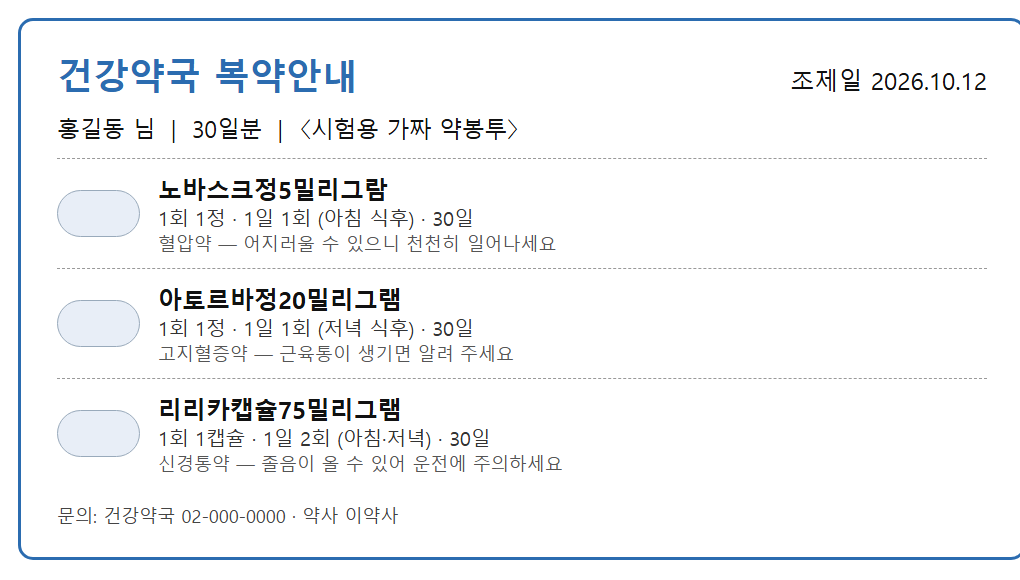 건강약국 복약안내
조제일 2026.10.12
홍길동 님 | 30일분 | 〈시험용 가짜 약봉투〉
노바스크정5밀리그람
1회 1정 · 1일 1회 (아침 식후) · 30일
혈압약 — 어지러울 수 있으니 천천히 일어나세요
아토르바정20밀리그램
1회 1정 · 1일 1회 (저녁 식후) · 30일
고지혈증약 — 근육통이 생기면 알려 주세요
리리카캡슐75밀리그램
1회 1캡슐 · 1일 2회 (아침·저녁) · 30일
신경통약 — 졸음이 올 수 있어 운전에 주의하세요
문의: 건강약국 02-000-0000 · 약사 이약사